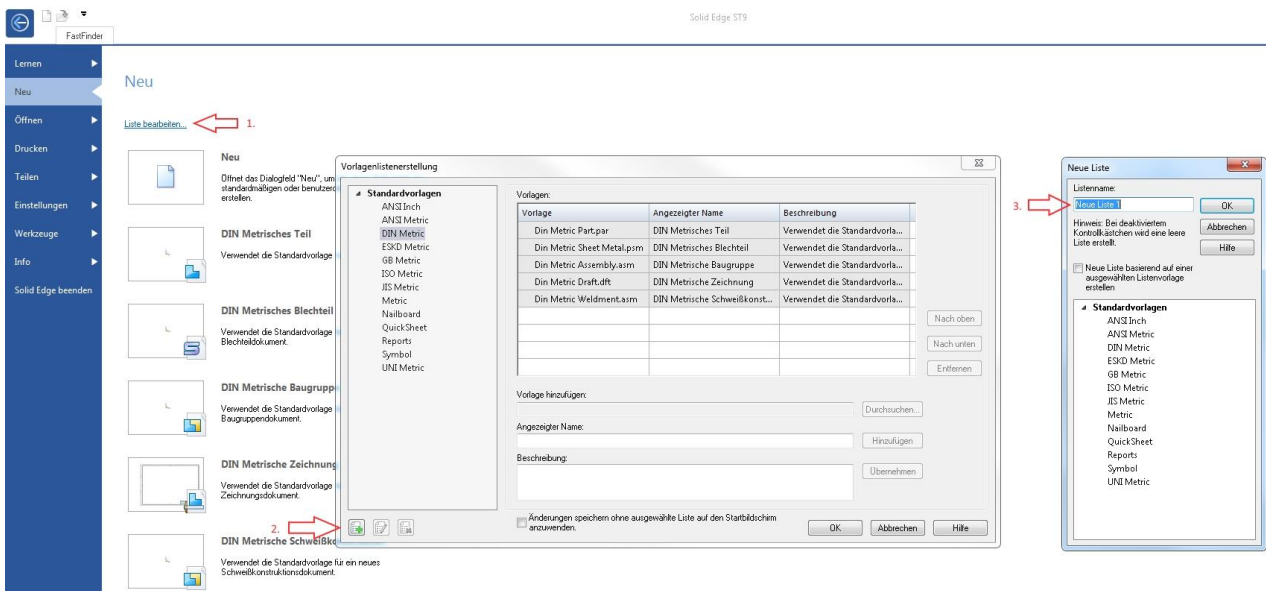 Solid Edge ST9
FastFinder
Lernen
Neu
Öffnen
Drucken
Teilen
Einstellungen
Werkzeuge
Info
Solid Edge beenden
Neu
Liste bearbeiten...
1.
Neu
Öffnet das Dialogfeld "Neu", um
standardmäßigen oder benutzerd
erstellen.
DIN Metrisches Teil
Verwendet die Standardvorlage
DIN Metrisches Blechteil
Verwendet die Standardvorlage
Blechteildokument.
DIN Metrische Baugruppe
Verwendet die Standardvorlage
Baugruppendokument.
DIN Metrische Zeichnung
Verwendet die Standardvorlage
Zeichnungsdokument.
DIN Metrische Schweißko
Verwendet die Standardvorlage für ein neues
Schweißkonstruktionsdokument.
2.
Vorlagenlistenerstellung
Standardvorlagen
ANSI Inch
ANSI Metric
DIN Metric
ESKD Metric
GB Metric
ISO Metric
JIS Metric
Metric
Nailboard
QuickSheet
Reports
Symbol
UNI Metric
Vorlagen:
Vorlage Angezeigter Name Beschreibung
Din Metric Part.par DIN Metrisches Teil Verwendet die Standardvorla...
Din Metric Sheet Metal.psm DIN Metrisches Blechteil Verwendet die Standardvorla...
Din Metric Assembly.asm DIN Metrische Baugruppe Verwendet die Standardvorla...
Din Metric Draft.dft DIN Metrische Zeichnung Verwendet die Standardvorla...
Din Metric Weldment.asm DIN Metrische Schweißkonst... Verwendet die Standardvorla...
Nach oben
Nach unten
Entfernen
Vorlage hinzufügen:
Durchsuchen...
Angezeigter Name:
Hinzufügen
Beschreibung:
Übernehmen
Änderungen speichern ohne ausgewählte Liste auf den Startbildschirm
anzuwenden.
OK Abbrechen Hilfe
3.
Neue Liste
Listenname:
Neue Liste 1
OK
Hinweis: Bei deaktiviertem
Kontrollkästchen wird eine leere
Liste erstellt.
Abbrechen
Hilfe
Neue Liste basierend auf einer
ausgewählten Listenvorlage
erstellen
Standardvorlagen
ANSI Inch
ANSI Metric
DIN Metric
ESKD Metric
GB Metric
ISO Metric
JIS Metric
Metric
Nailboard
QuickSheet
Reports
Symbol
UNI Metric